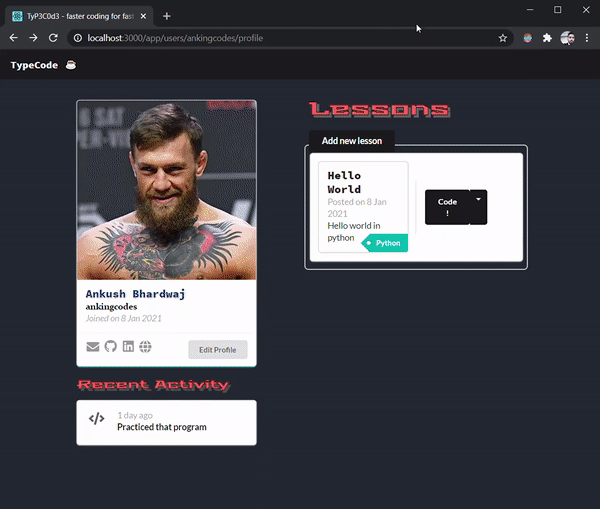 TyP3C0d3 - faster coding for fast
localhost:3000/app/users/ankingcodes/profile
TypeCode
Lessons
Add new lesson
Hello
World
Posted on 8 Jan
2021
Hello world in
python
Python
Code
!
Ankush Bhardwaj
ankingcodes
Joined on 8 Jan 2021
Edit Profile
Recent Activity
1 day ago
Practiced that program